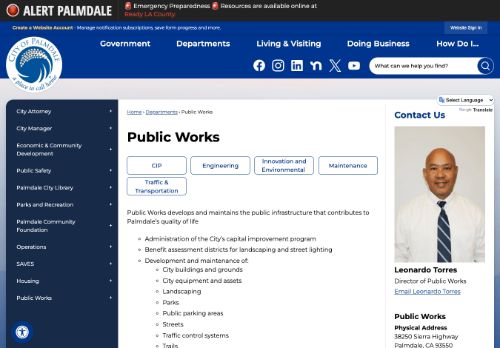 ALERT PALMDALE
🚨 Emergency Preparedness 🚨 Resources are available online at
Ready LA County.
Create a Website Account - Manage notification subscriptions, save form progress and more.
Website Sign In
CITY OF PALMDALE
a place to call home
Government
Departments
Living & Visiting
Doing Business
How Do I...
What can we help you find?
Select Language
Translate
City Attorney
City Manager
Economic & Community
Development
Public Safety
Palmdale City Library
Parks and Recreation
Palmdale Community
Foundation
Operations
SAVES
Housing
Public Works
Home › Departments › Public Works
Public Works
CIP
Engineering
Innovation and
Environmental
Maintenance
Traffic &
Transportation
Public Works develops and maintains the public infrastructure that contributes to
Palmdale's quality of life
Administration of the City's capital improvement program
Benefit assessment districts for landscaping and street lighting
Development and maintenance of:
City buildings and grounds
City equipment and assets
Landscaping
Parks
Public parking areas
Streets
Traffic control systems
Trails
Contact Us
Leonardo Torres
Director of Public Works
Email Leonardo Torres
Public Works
Physical Address
38250 Sierra Highway
Palmdale, CA 93550